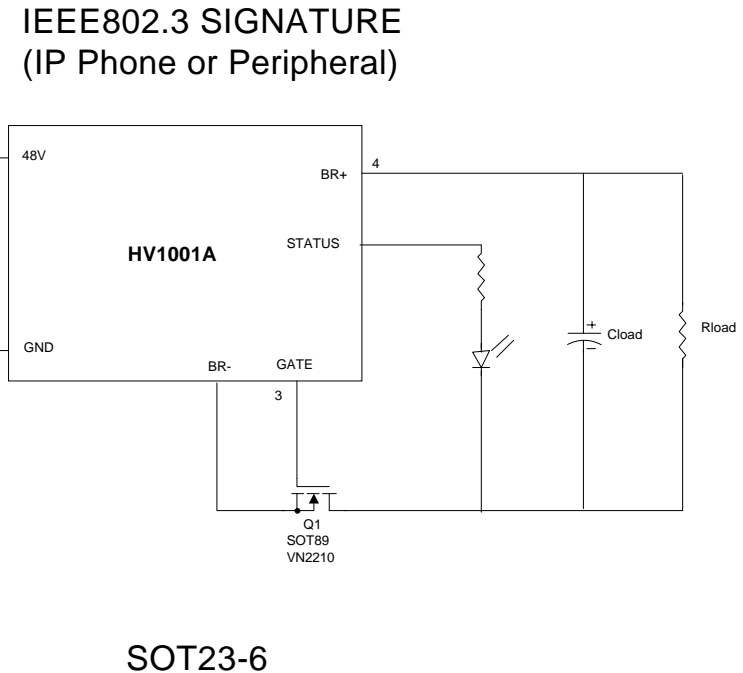 IEEE802.3 SIGNATURE
(IP Phone or Peripheral)
48V
BR+
4
HV1001A
STATUS
GND
BR-
GATE
3
+
Cload
−
Rload
Q1
SOT89
VN2210
SOT23-6